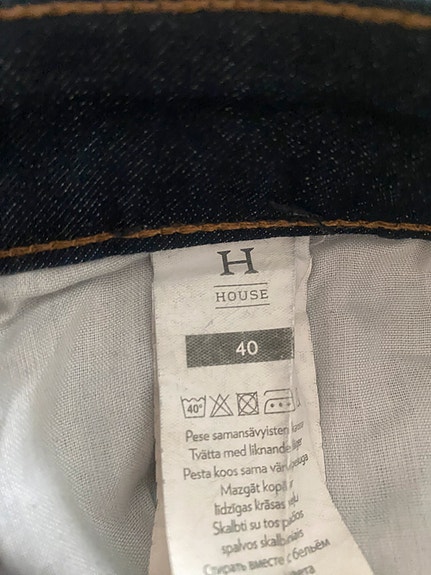 H
HOUSE
40
40°
Pese samansävyisten
Tvätta med liknande
Pesta koos sama
Mazgāt kopā
līdzīgas krāsas
Skalbti su tos
spalvos
Стирать вместе с бельём